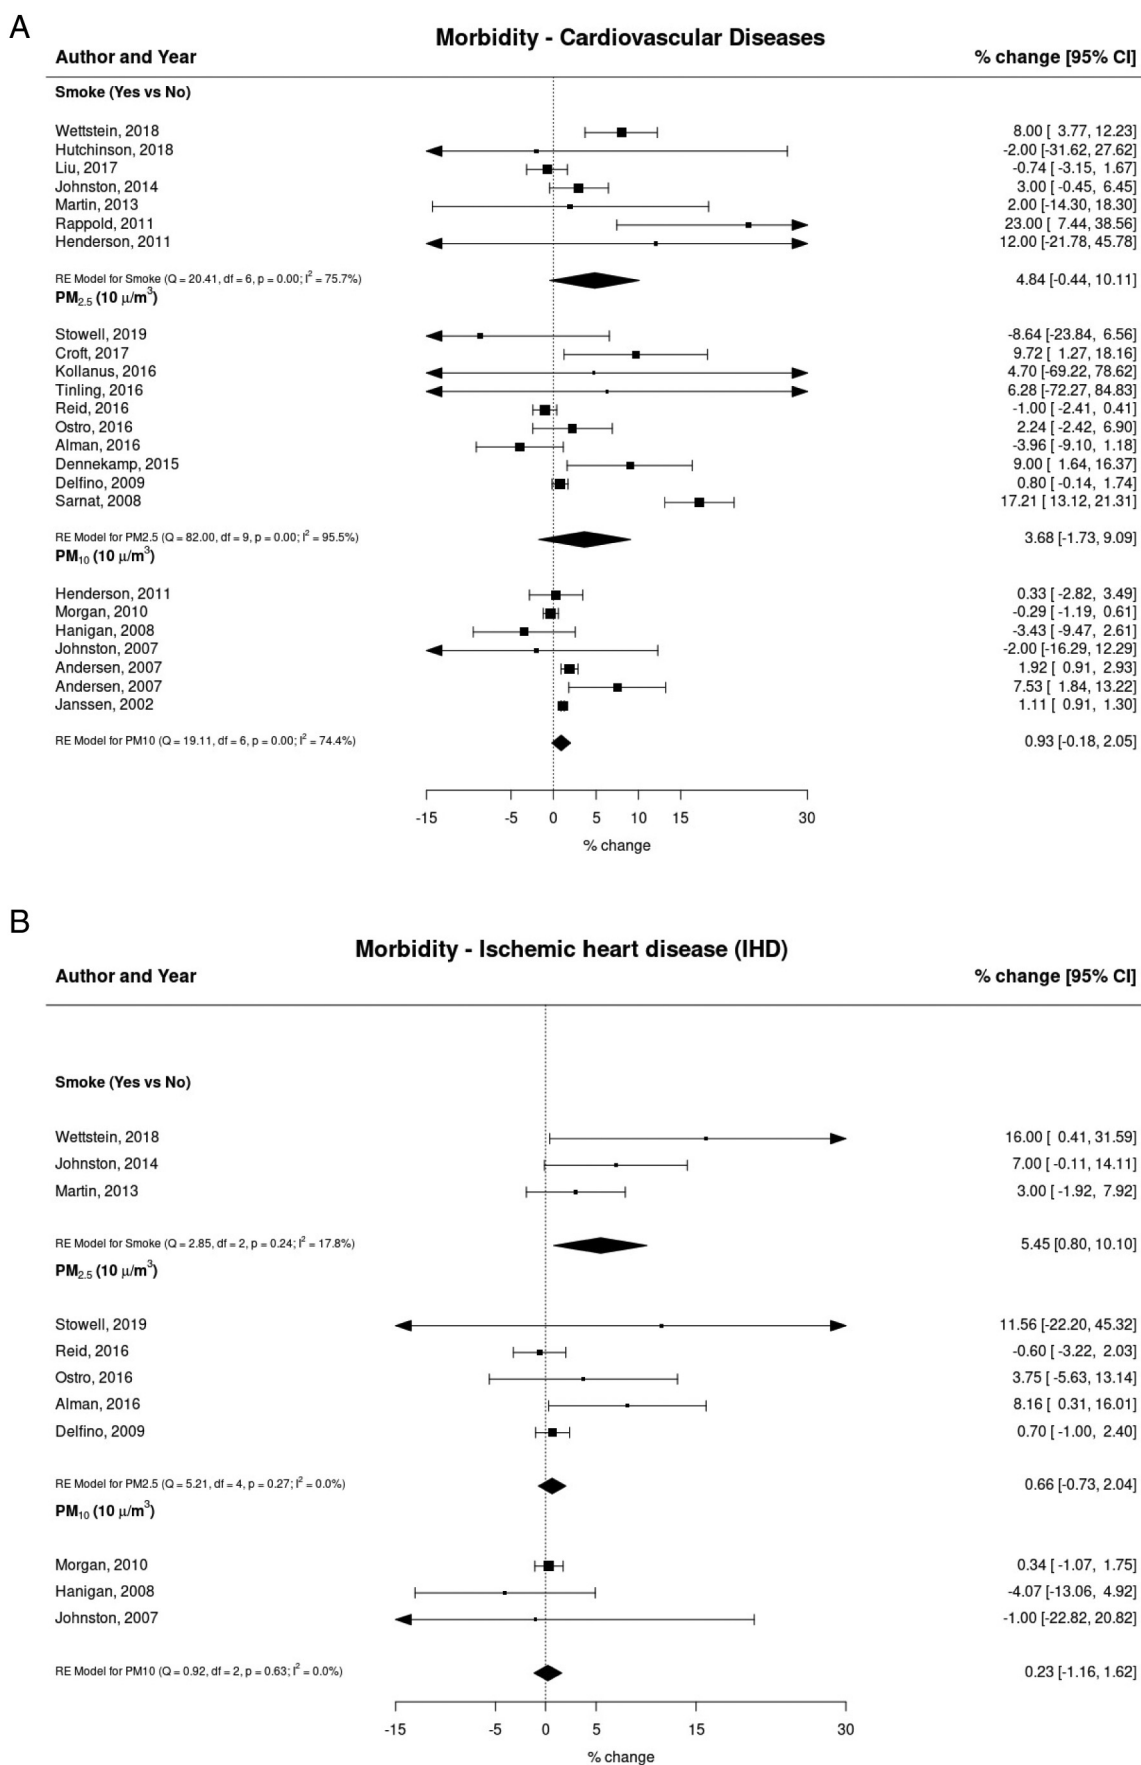 A
Morbidity - Cardiovascular Diseases
Author and Year % change [95% CI]
Smoke (Yes vs No)
Wettstein, 2018 8.00 [ 3.77, 12.23]
Hutchinson, 2018 -2.00 [-31.62, 27.62]
Liu, 2017 -0.74 [ -3.15, 1.67]
Johnston, 2014 3.00 [ -0.45, 6.45]
Martin, 2013 2.00 [-14.30, 18.30]
Rappold, 2011 23.00 [ 7.44, 38.56]
Henderson, 2011 12.00 [-21.78, 45.78]
RE Model for Smoke (Q = 20.41, df = 6, p = 0.00; I² = 75.7%) 4.84 [-0.44, 10.11]
PM₂.₅ (10 μ/m³)
Stowell, 2019 -8.64 [-23.84, 6.56]
Croft, 2017 9.72 [ 1.27, 18.16]
Kollanus, 2016 4.70 [-69.22, 78.62]
Tinling, 2016 6.28 [-72.27, 84.83]
Reid, 2016 -1.00 [ -2.41, 0.41]
Ostro, 2016 2.24 [ -2.42, 6.90]
Alman, 2016 -3.96 [ -9.10, 1.18]
Dennekamp, 2015 9.00 [ 1.64, 16.37]
Delfino, 2009 0.80 [ -0.14, 1.74]
Sarnat, 2008 17.21 [ 13.12, 21.31]
RE Model for PM2.5 (Q = 82.00, df = 9, p = 0.00; I² = 95.5%) 3.68 [-1.73, 9.09]
PM₁₀ (10 μ/m³)
Henderson, 2011 0.33 [ -2.82, 3.49]
Morgan, 2010 -0.29 [ -1.19, 0.61]
Hanigan, 2008 -3.43 [ -9.47, 2.61]
Johnston, 2007 -2.00 [-16.29, 12.29]
Andersen, 2007 1.92 [ 0.91, 2.93]
Andersen, 2007 7.53 [ 1.84, 13.22]
Janssen, 2002 1.11 [ 0.91, 1.30]
RE Model for PM10 (Q = 19.11, df = 6, p = 0.00; I² = 74.4%) 0.93 [-0.18, 2.05]
-15 -5 0 5 10 15 30
% change
B
Morbidity - Ischemic heart disease (IHD)
Author and Year % change [95% CI]
Smoke (Yes vs No)
Wettstein, 2018 16.00 [ 0.41, 31.59]
Johnston, 2014 7.00 [ -0.11, 14.11]
Martin, 2013 3.00 [ -1.92, 7.92]
RE Model for Smoke (Q = 2.85, df = 2, p = 0.24; I² = 17.8%) 5.45 [0.80, 10.10]
PM₂.₅ (10 μ/m³)
Stowell, 2019 11.56 [-22.20, 45.32]
Reid, 2016 -0.60 [ -3.22, 2.03]
Ostro, 2016 3.75 [ -5.63, 13.14]
Alman, 2016 8.16 [ 0.31, 16.01]
Delfino, 2009 0.70 [ -1.00, 2.40]
RE Model for PM2.5 (Q = 5.21, df = 4, p = 0.27; I² = 0.0%) 0.66 [-0.73, 2.04]
PM₁₀ (10 μ/m³)
Morgan, 2010 0.34 [ -1.07, 1.75]
Hanigan, 2008 -4.07 [-13.06, 4.92]
Johnston, 2007 -1.00 [-22.82, 20.82]
RE Model for PM10 (Q = 0.92, df = 2, p = 0.63; I² = 0.0%) 0.23 [-1.16, 1.62]
-15 -5 0 5 15 30
% change